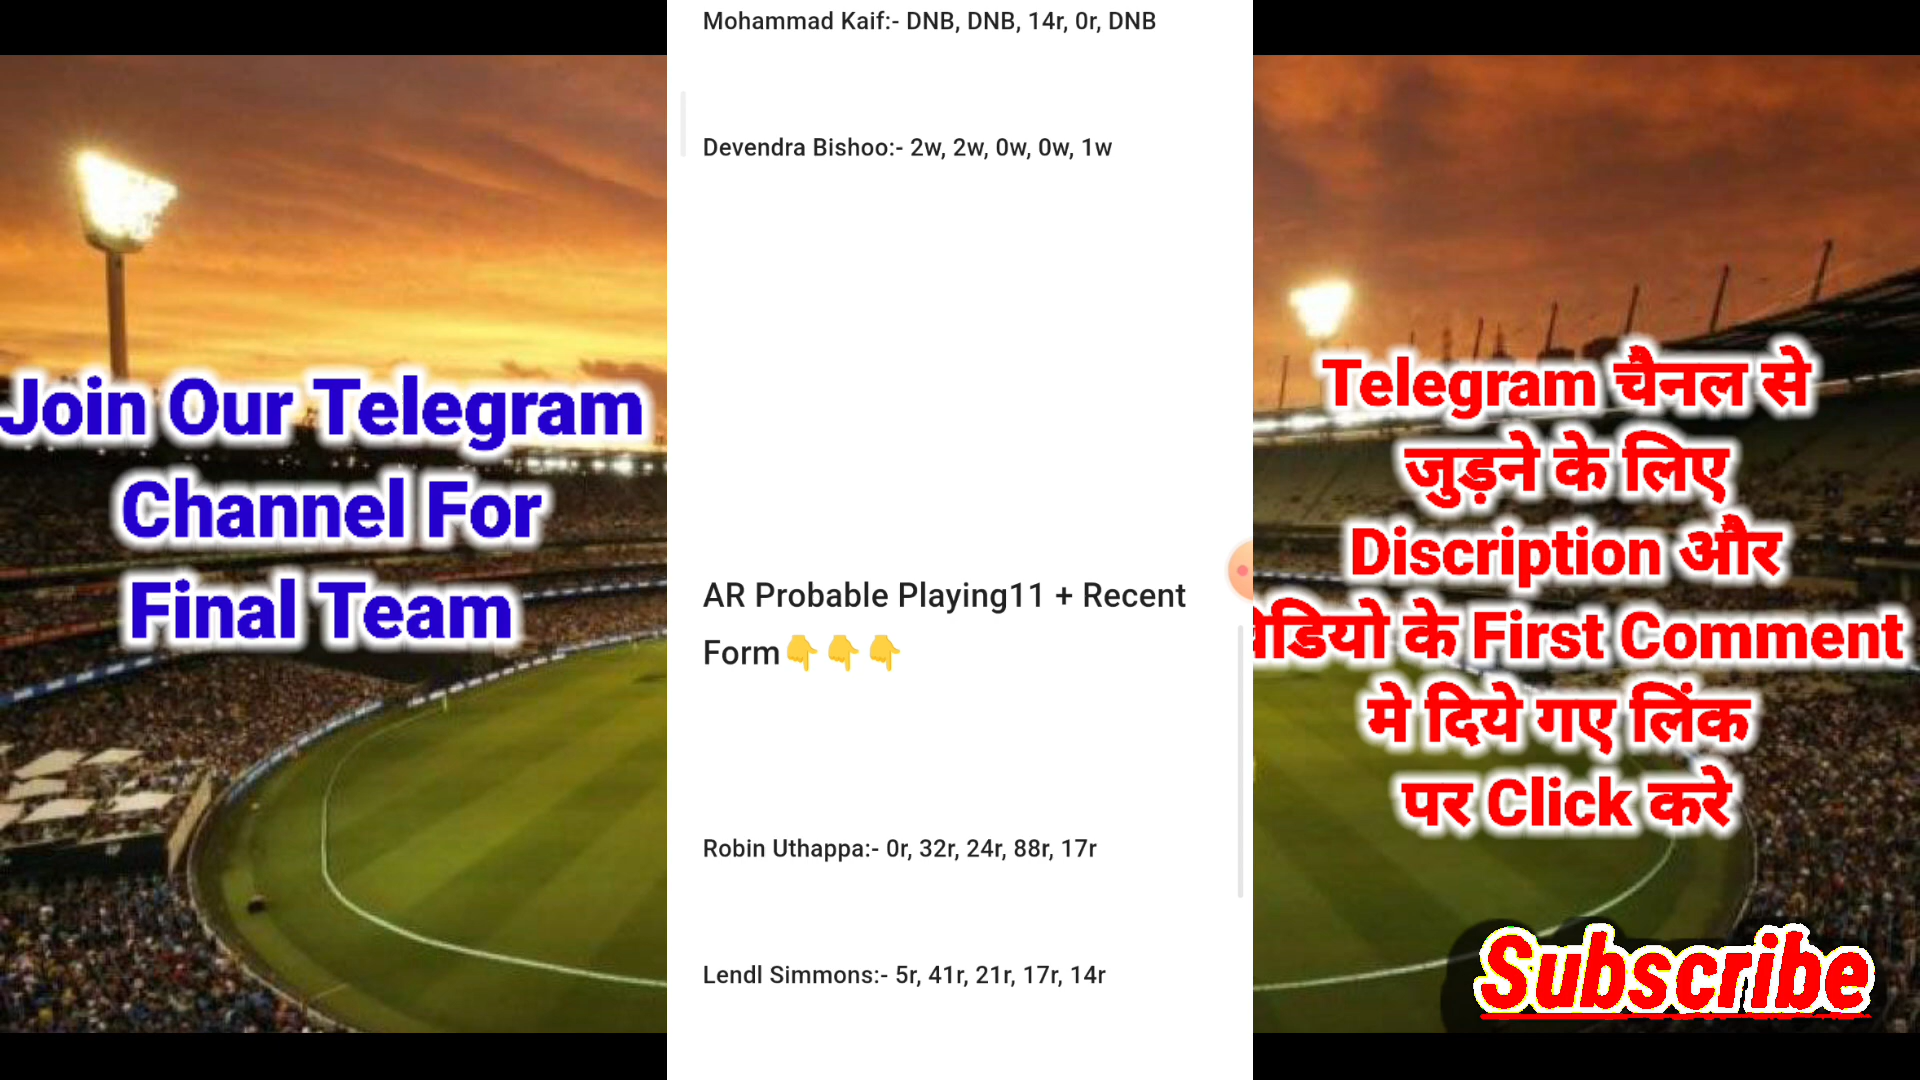 Mohammad Kaif:- DNB, DNB, 14r, 0r, DNB
Devendra Bishoo:- 2w, 2w, 0w, 0w, 1w
AR Probable Playing11 + Recent
Form👇👇👇
Robin Uthappa:- 0r, 32r, 24r, 88r, 17r
Lendl Simmons:- 5r, 41r, 21r, 17r, 14r
Join Our Telegram
Channel For
Final Team
Telegram चैनल से
जुड़ने के लिए
Discription और
के First Comment
मे दिये गए लिंक
पर Click करे
Subscribe